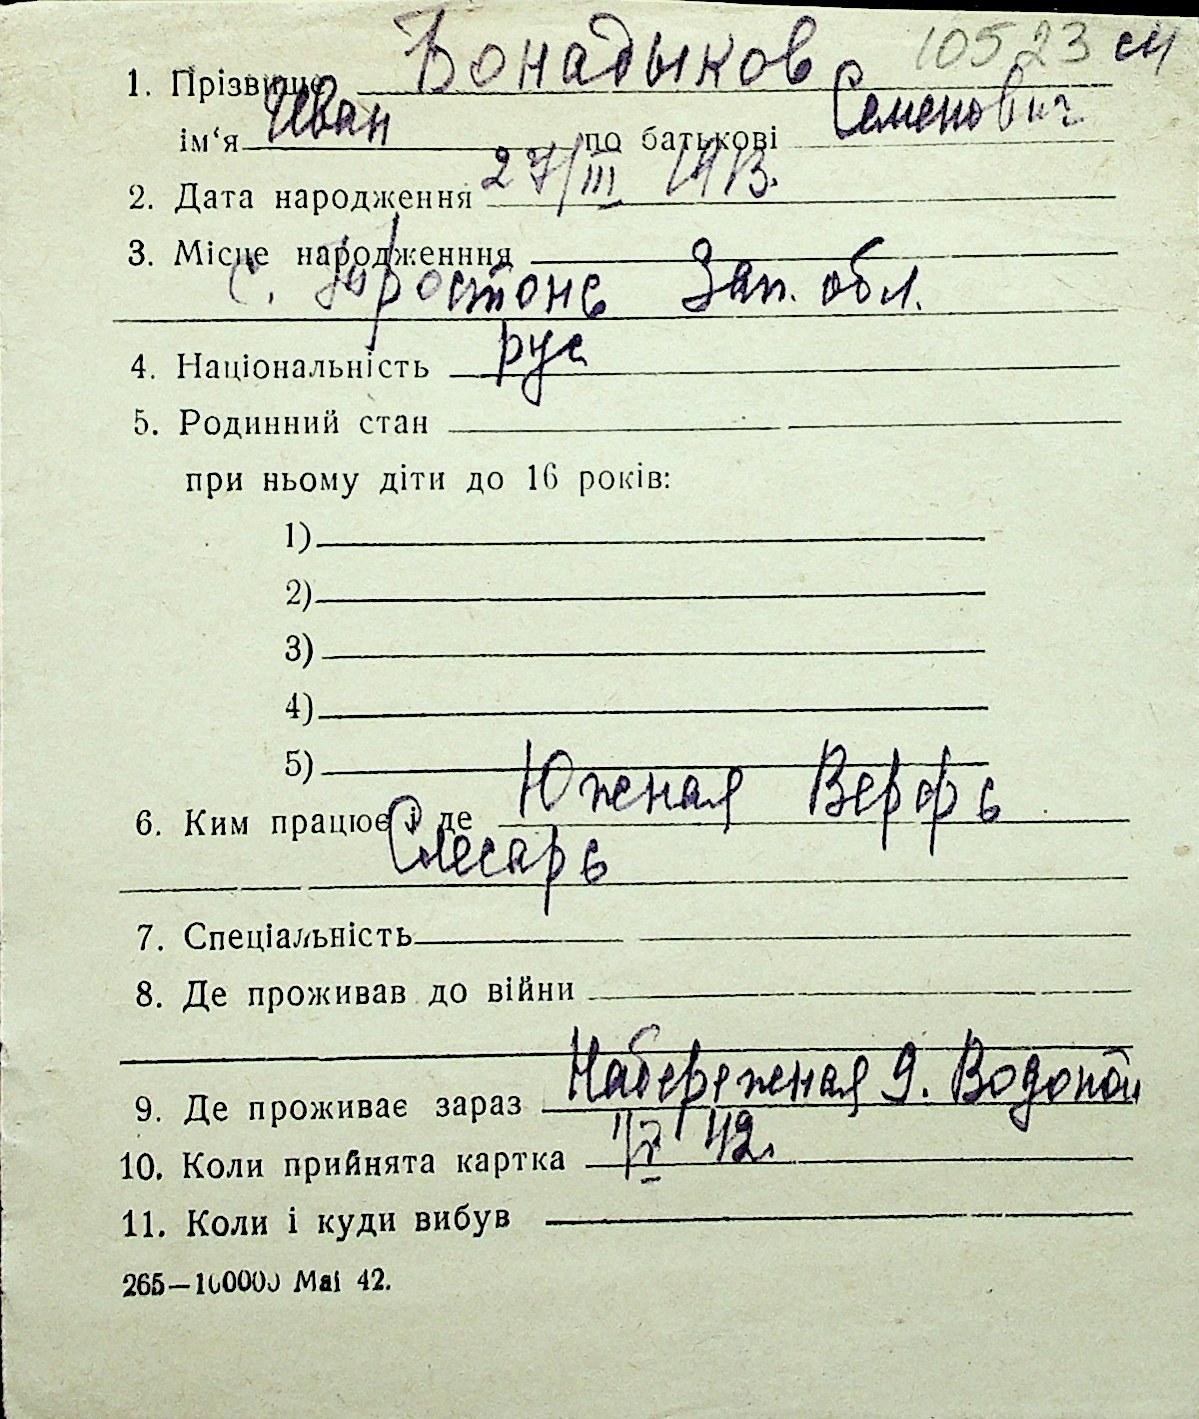 10523 см
1. Прізвище Бонадыков
ім‘я Иван по батькові Семенович
2. Дата народження 27/III 1913.
3. Місце народженння
с. Зап. обл.
4. Національність рус
5. Родинний стан
при ньому діти до 16 років:
1)
2)
3)
4)
5)
6. Ким працює і де Южная Верфь
Слесарь
7. Спеціальність
8. Де проживав до війни
9. Де проживає зараз Набережная 9. Водопой
10. Коли прийнята картка 42.
11. Коли і куди вибув
265—100000 Mai 42.